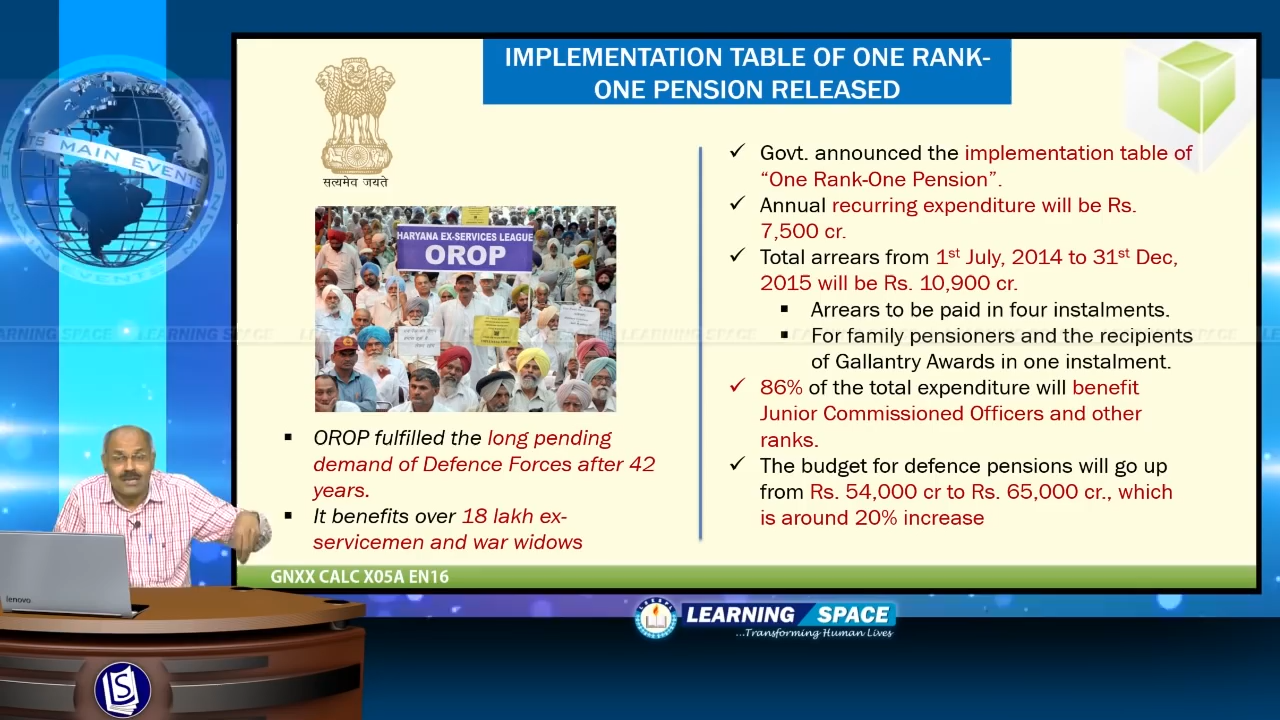 IMPLEMENTATION TABLE OF ONE RANK-
ONE PENSION RELEASED
सत्यमेव जयते
MAIN EVENTS
HARYANA EX-SERVICES LEAGUE
OROP
OROP fulfilled the long pending
demand of Defence Forces after 42
years.
It benefits over 18 lakh ex-
servicemen and war widows
Govt. announced the implementation table of
“One Rank-One Pension”.
Annual recurring expenditure will be Rs.
7,500 cr.
Total arrears from 1st July, 2014 to 31st Dec,
2015 will be Rs. 10,900 cr.
Arrears to be paid in four instalments.
For family pensioners and the recipients
of Gallantry Awards in one instalment.
86% of the total expenditure will benefit
Junior Commissioned Officers and other
ranks.
The budget for defence pensions will go up
from Rs. 54,000 cr to Rs. 65,000 cr., which
is around 20% increase
LEARNING SPACE
GNXX CALC X05A EN16
lenovo
LEARNING SPACE
...Transforming Human Lives
LS